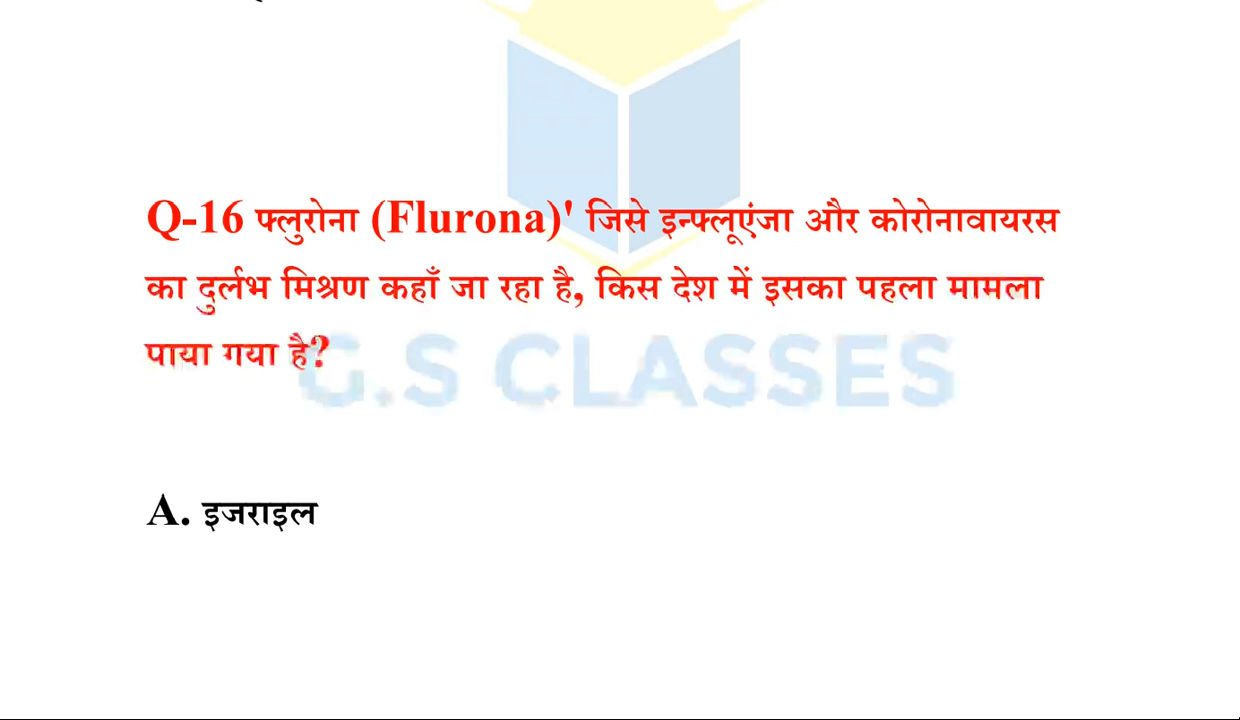 Q-16 फ्लुरोना (Flurona)' जिसे इन्फ्लूएंजा और कोरोनावायरस
का दुर्लभ मिश्रण कहाँ जा रहा है, किस देश में इसका पहला मामला
पाया गया है?
G.S CLASSES
A. इजराइल